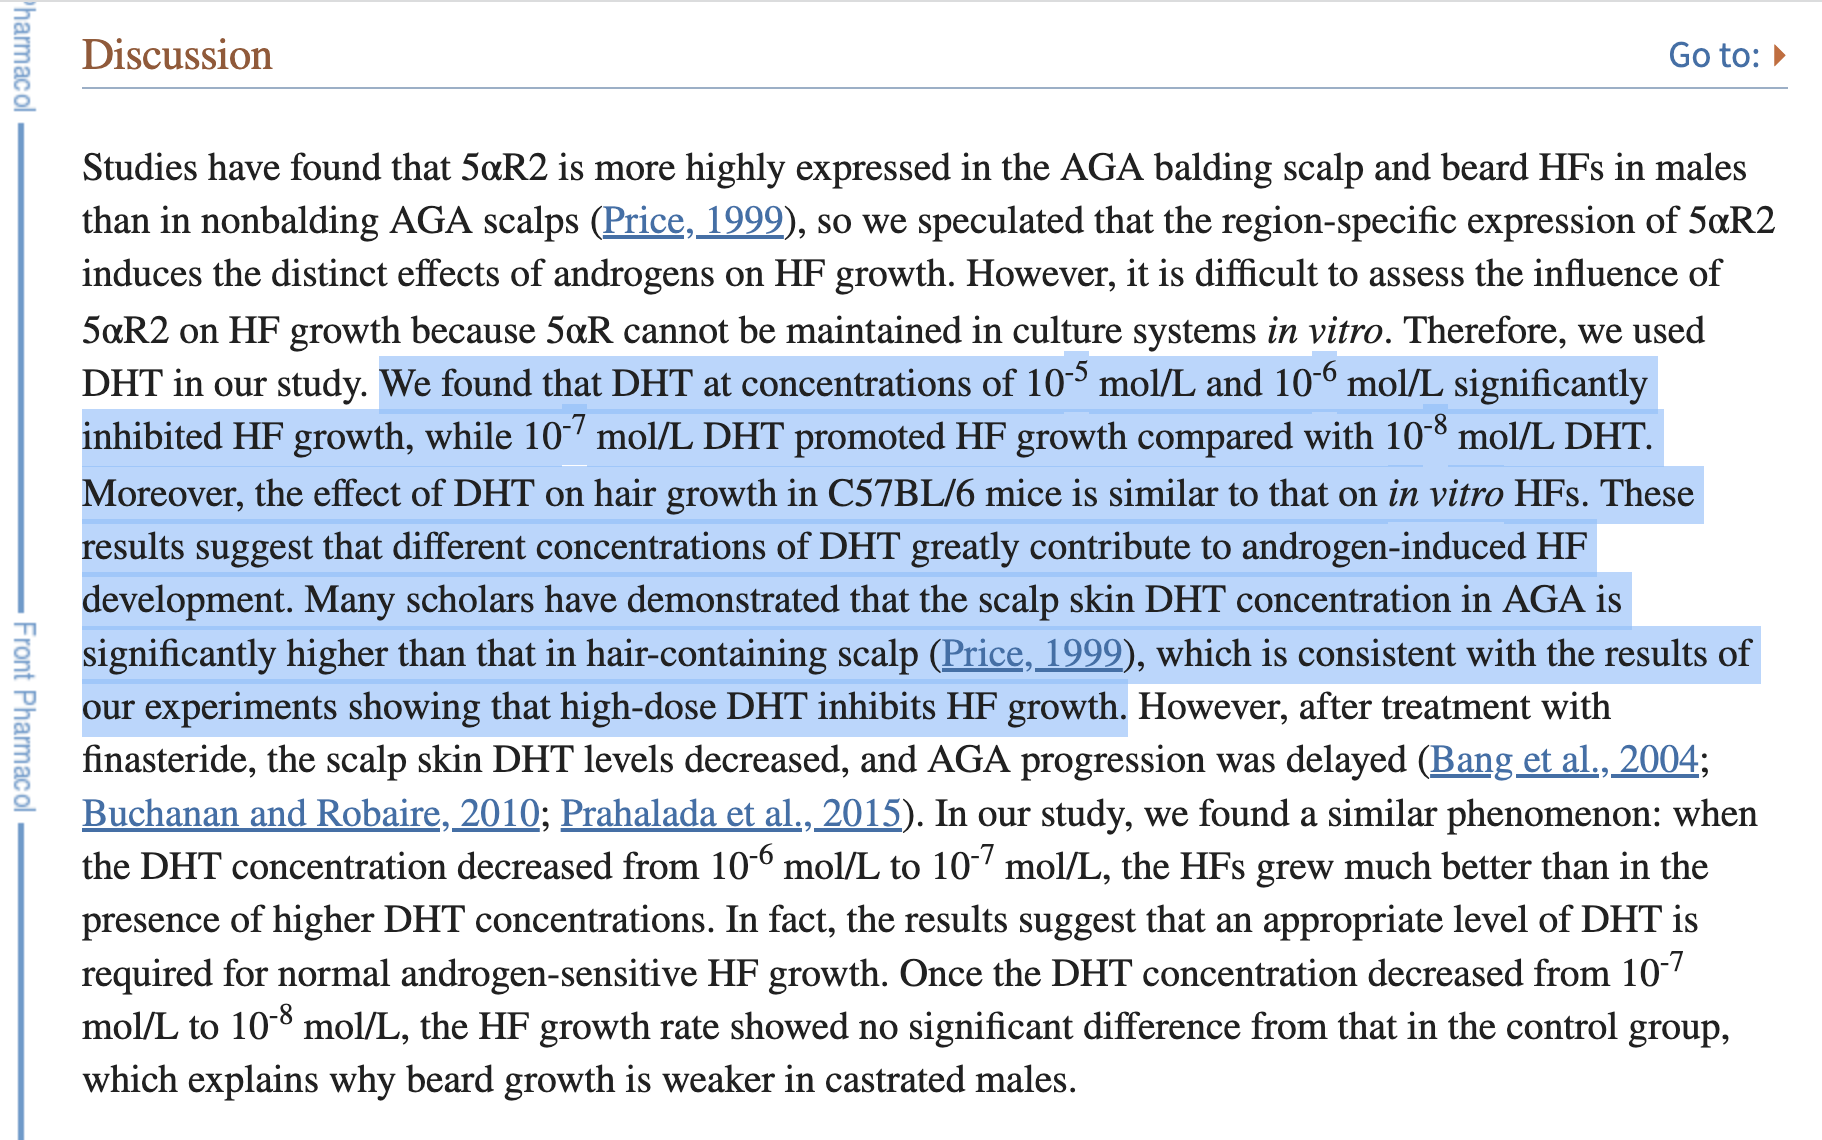 Pharmacol
Front Pharmacol
Discussion
Go to:
Studies have found that 5αR2 is more highly expressed in the AGA balding scalp and beard HFs in males
than in nonbalding AGA scalps (Price, 1999), so we speculated that the region-specific expression of 5αR2
induces the distinct effects of androgens on HF growth. However, it is difficult to assess the influence of
5αR2 on HF growth because 5αR cannot be maintained in culture systems in vitro. Therefore, we used
DHT in our study. We found that DHT at concentrations of 10⁻⁵ mol/L and 10⁻⁶ mol/L significantly
inhibited HF growth, while 10⁻⁷ mol/L DHT promoted HF growth compared with 10⁻⁸ mol/L DHT.
Moreover, the effect of DHT on hair growth in C57BL/6 mice is similar to that on in vitro HFs. These
results suggest that different concentrations of DHT greatly contribute to androgen-induced HF
development. Many scholars have demonstrated that the scalp skin DHT concentration in AGA is
significantly higher than that in hair-containing scalp (Price, 1999), which is consistent with the results of
our experiments showing that high-dose DHT inhibits HF growth. However, after treatment with
finasteride, the scalp skin DHT levels decreased, and AGA progression was delayed (Bang et al., 2004;
Buchanan and Robaire, 2010; Prahalada et al., 2015). In our study, we found a similar phenomenon: when
the DHT concentration decreased from 10⁻⁶ mol/L to 10⁻⁷ mol/L, the HFs grew much better than in the
presence of higher DHT concentrations. In fact, the results suggest that an appropriate level of DHT is
required for normal androgen-sensitive HF growth. Once the DHT concentration decreased from 10⁻⁷
mol/L to 10⁻⁸ mol/L, the HF growth rate showed no significant difference from that in the control group,
which explains why beard growth is weaker in castrated males.